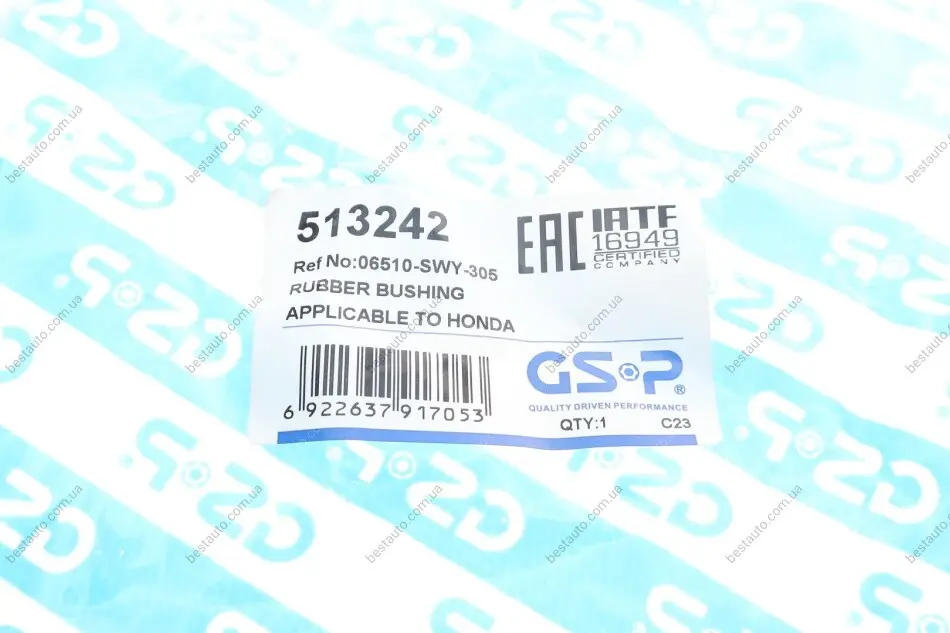 513242
Ref No:06510-SWY-305
RUBBER BUSHING
APPLICABLE TO HONDA
6 922637 917053
EAC
IATF
16949
CERTIFIED
COMPANY
GSP®
QUALITY DRIVEN PERFORMANCE
QTY:1 C23
bestauto.com.ua